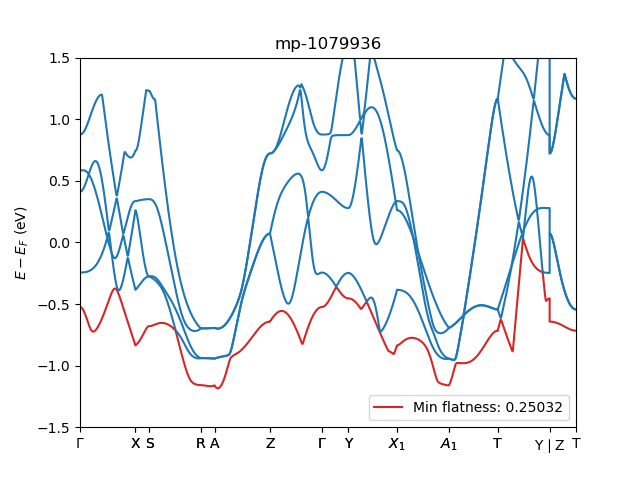 mp-1079936
1.5
1.0
0.5
0.0
−0.5
−1.0
−1.5
E − E_F (eV)
Min flatness: 0.25032
Γ X S R A Z Γ Y X₁ A₁ T Y | Z T